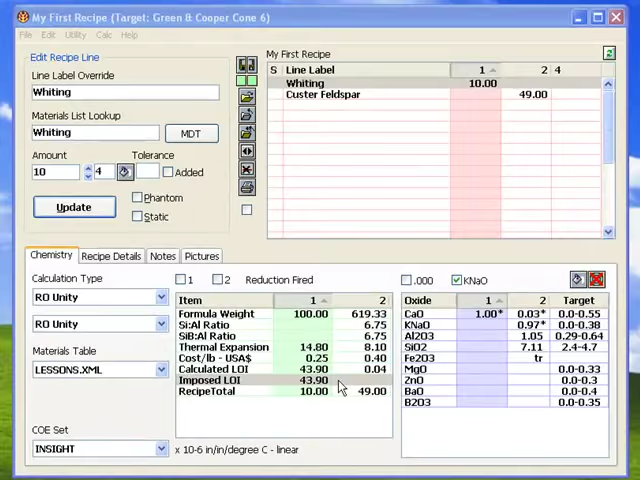 My First Recipe (Target: Green & Cooper Cone 6)
File Edit Utility Calc Help
Edit Recipe Line
Line Label Override
Whiting
Materials List Lookup
Whiting MDT
Amount Tolerance
10 4 Added
Phantom
Update
Static
My First Recipe
S Line Label 1 2 4
Whiting 10.00
Custer Feldspar 49.00
Chemistry Recipe Details Notes Pictures
Calculation Type
RO Unity
RO Unity
Materials Table
LESSONS.XML
COE Set
INSIGHT x 10-6 in/in/degree C - linear
1 2 Reduction Fired
Item 1 2
Formula Weight 100.00 619.33
Si:Al Ratio 6.75
SiB:Al Ratio 6.75
Thermal Expansion 14.80 8.10
Cost/lb - USA$ 0.25 0.40
Calculated LOI 43.90 0.04
Imposed LOI 43.90
RecipeTotal 10.00 49.00
.000 KNaO
Oxide 1 2 Target
CaO 1.00* 0.03* 0.0-0.55
KNaO 0.97* 0.0-0.38
Al2O3 1.05 0.29-0.64
SiO2 7.11 2.4-4.7
Fe2O3 tr
MgO 0.0-0.33
ZnO 0.0-0.3
BaO 0.0-0.4
B2O3 0.0-0.35